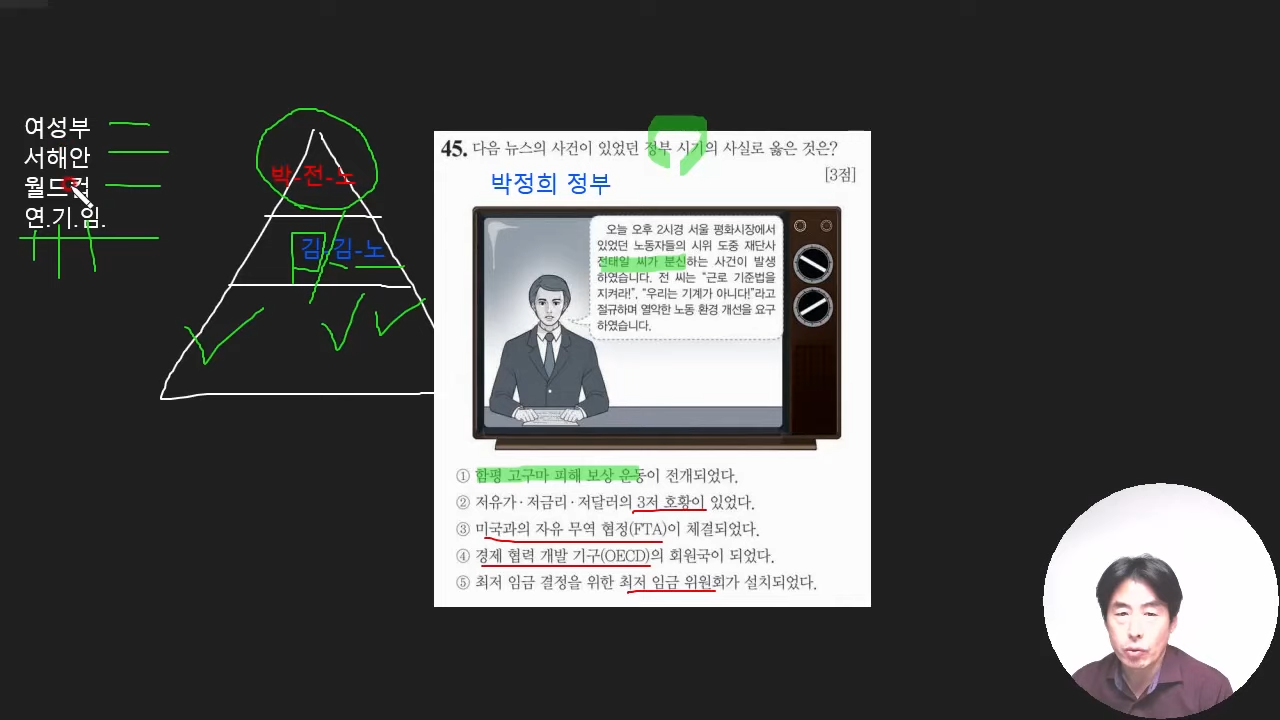 여성부
서해안
월드컵
연.기.임.
박-전-노
김-김-노
45. 다음 뉴스의 사건이 있었던 정부 시기의 사실로 옳은 것은?
[3점]
박정희 정부
오늘 오후 2시경 서울 평화시장에서
있었던 노동자들의 시위 도중 재단사
전태일 씨가 분신하는 사건이 발생
하였습니다. 전 씨는 “근로 기준법을
지켜라!”, “우리는 기계가 아니다!”라고
절규하며 열악한 노동 환경 개선을 요구
하였습니다.
① 함평 고구마 피해 보상 운동이 전개되었다.
② 저유가·저금리·저달러의 3저 호황이 있었다.
③ 미국과의 자유 무역 협정(FTA)이 체결되었다.
④ 경제 협력 개발 기구(OECD)의 회원국이 되었다.
⑤ 최저 임금 결정을 위한 최저 임금 위원회가 설치되었다.